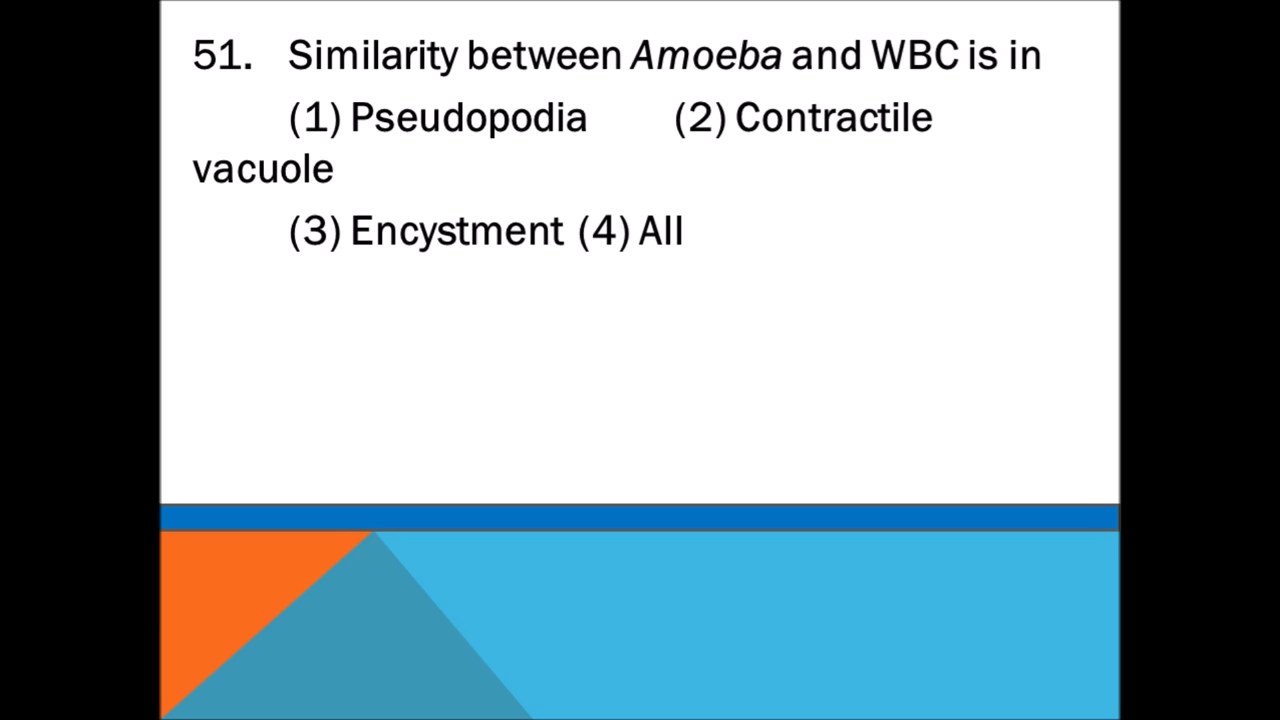 51. Similarity between Amoeba and WBC is in
(1) Pseudopodia (2) Contractile
vacuole
(3) Encystment (4) All